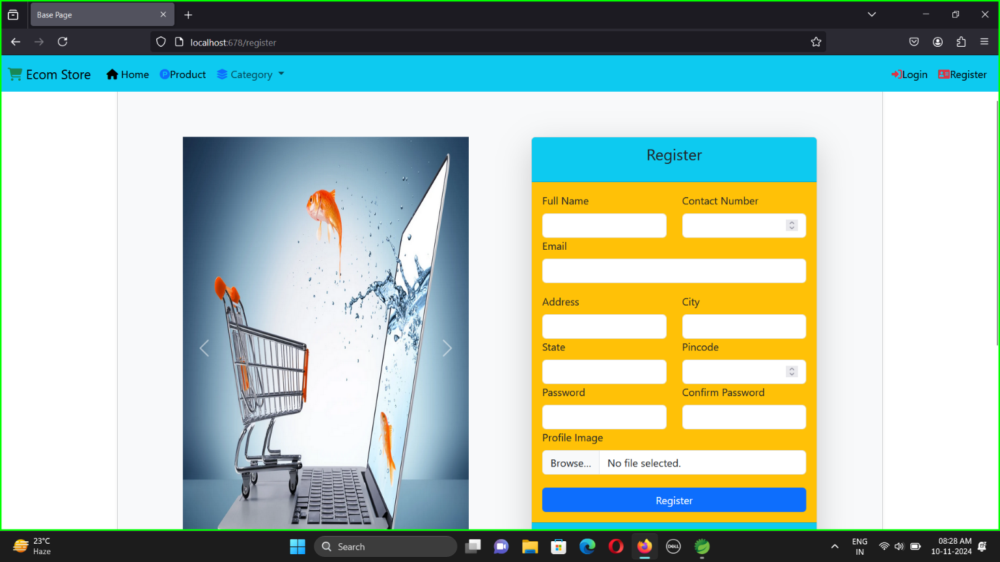 Base Page
localhost:678/register
Ecom Store Home Product Category Login Register
Register
Full Name Contact Number
Email
Address City
State Pincode
Password Confirm Password
Profile Image
Browse... No file selected.
Register
23°C
Haze
Search
DELL
ENG
IN
08:28 AM
10-11-2024